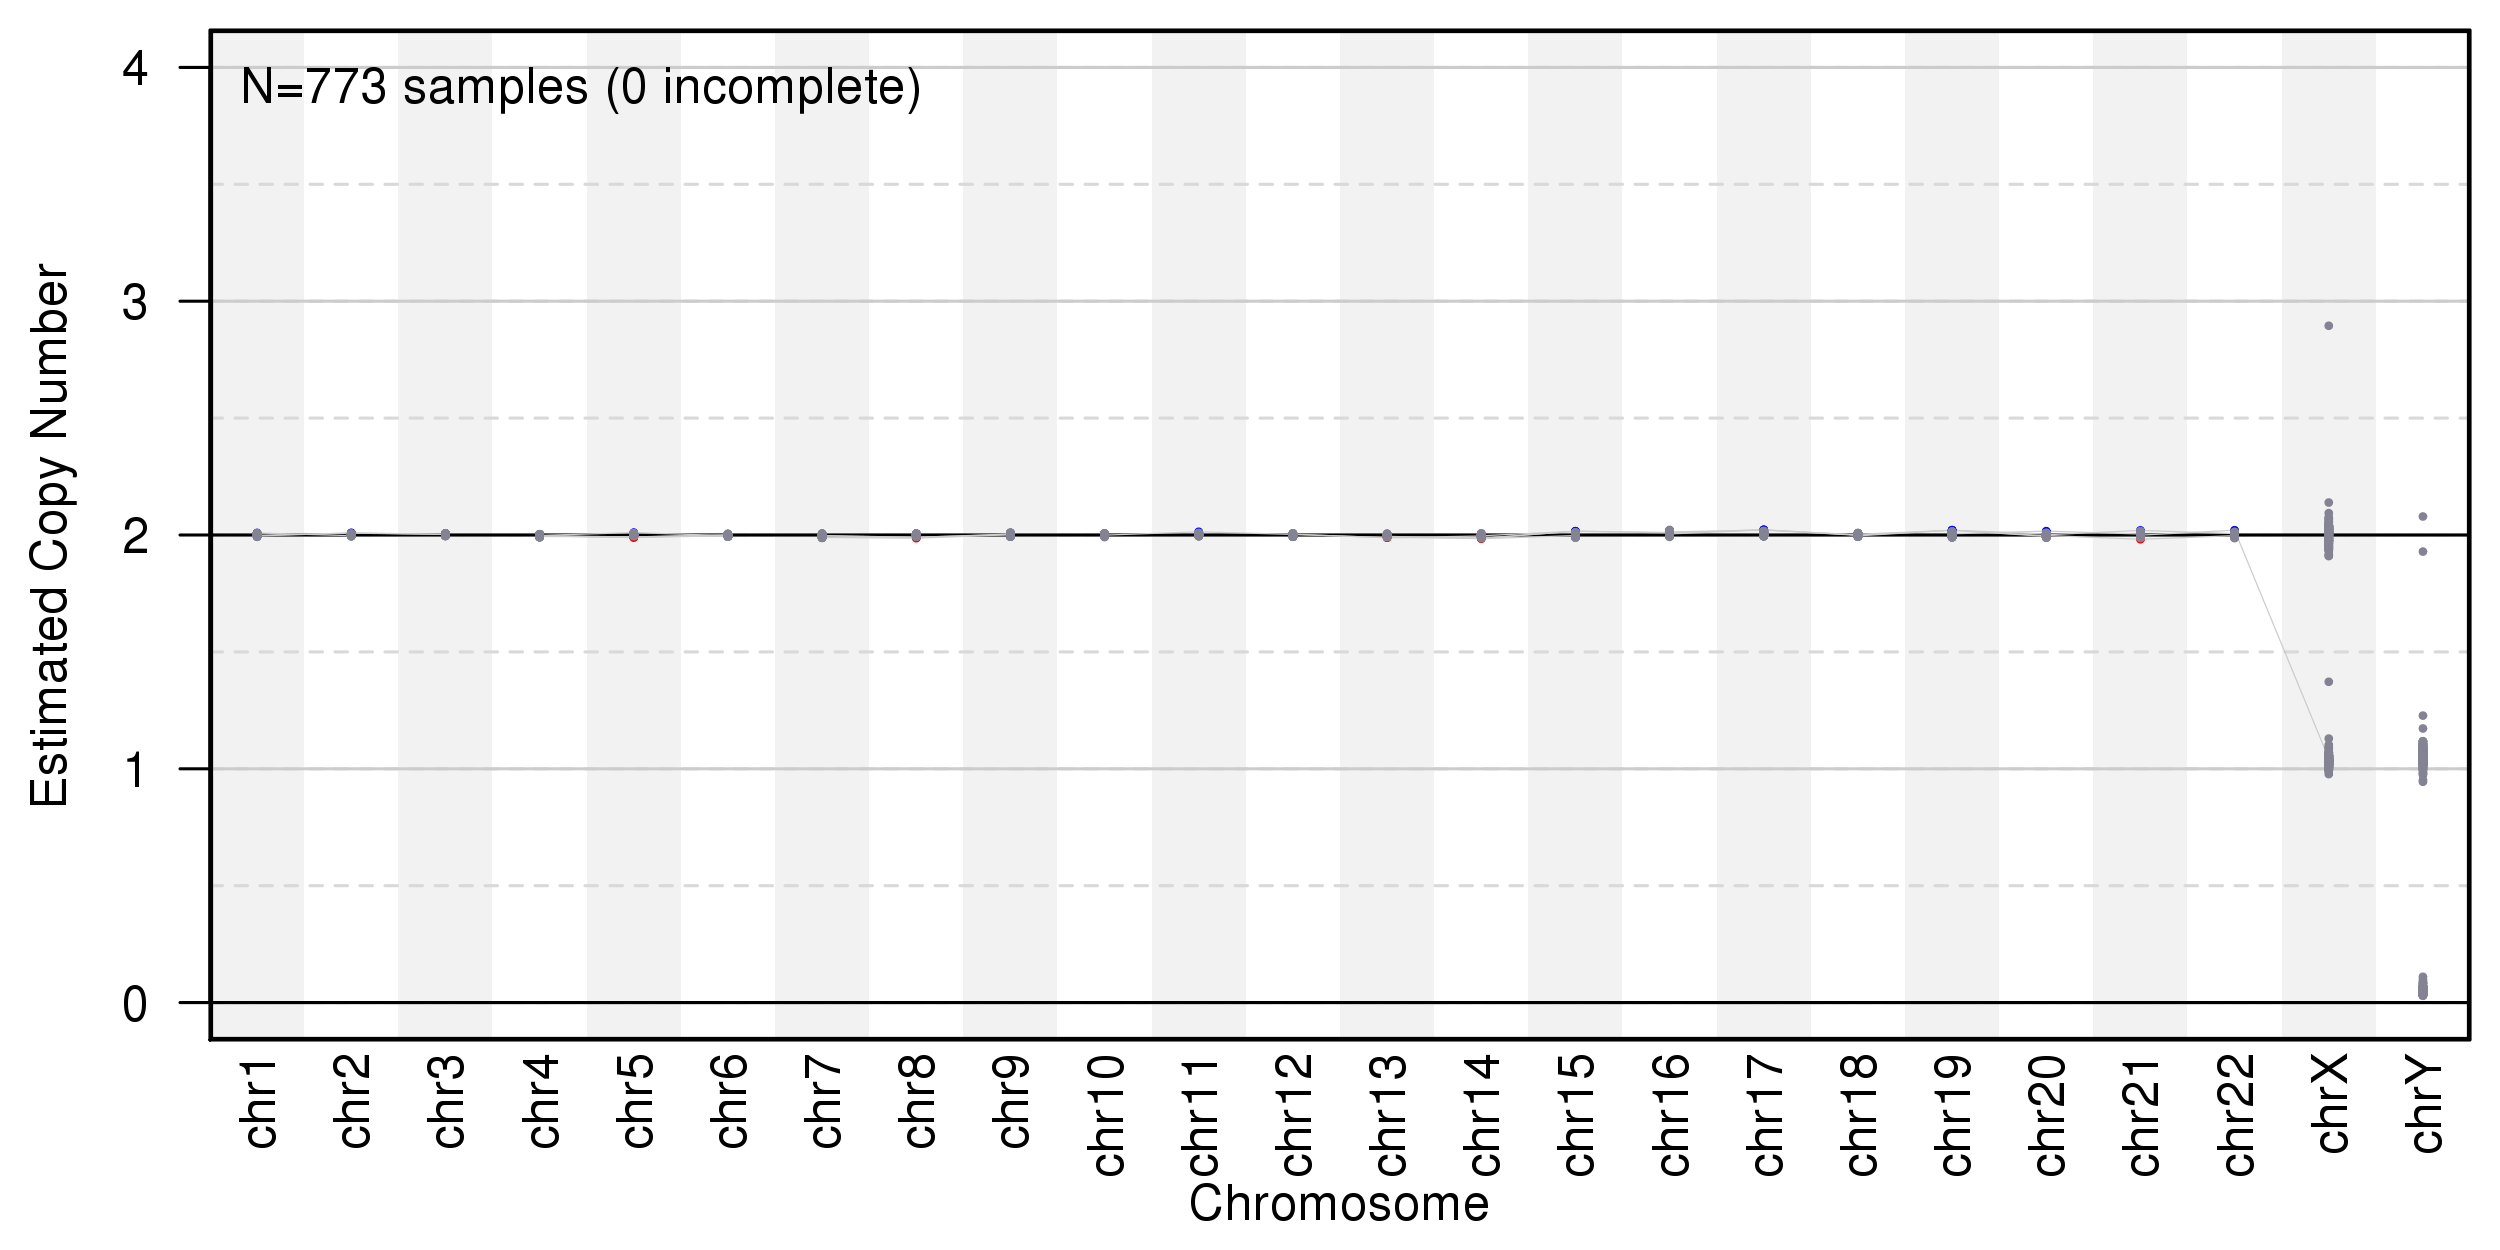 N=773 samples (0 incomplete)
4
3
2
1
0
Estimated Copy Number
chr1
chr2
chr3
chr4
chr5
chr6
chr7
chr8
chr9
chr10
chr11
chr12
chr13
chr14
chr15
chr16
chr17
chr18
chr19
chr20
chr21
chr22
chrX
chrY
Chromosome